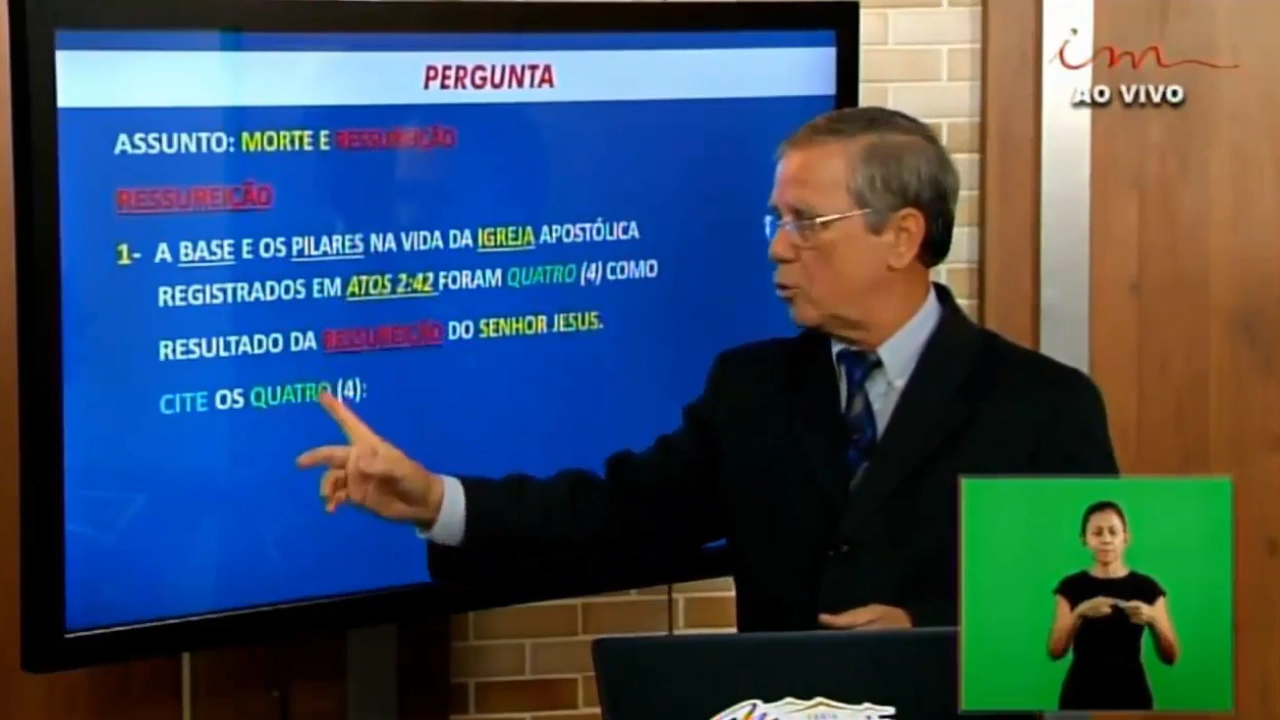 PERGUNTA
ASSUNTO: MORTE E RESSUREIÇÃO
RESSUREIÇÃO
1- A BASE E OS PILARES NA VIDA DA IGREJA APOSTÓLICA
REGISTRADOS EM ATOS 2:42 FORAM QUATRO (4) COMO
RESULTADO DA RESSUREIÇÃO DO SENHOR JESUS.
CITE OS QUATRO (4):
im
AO VIVO